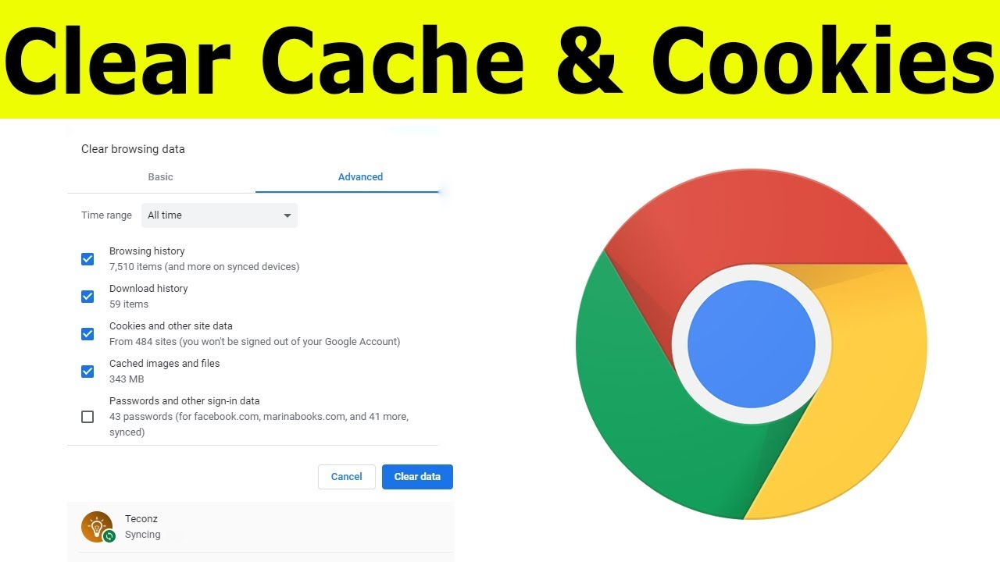 Clear Cache & Cookies
Clear browsing data
Basic Advanced
Time range All time
Browsing history
7,510 items (and more on synced devices)
Download history
59 items
Cookies and other site data
From 484 sites (you won't be signed out of your Google Account)
Cached images and files
343 MB
Passwords and other sign-in data
43 passwords (for facebook.com, marinabooks.com, and 41 more,
synced)
Cancel Clear data
Teconz
Syncing